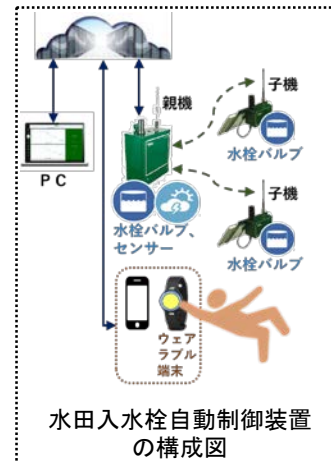 子機
親機
水栓バルブ
PC
子機
水栓バルブ、
センサー
水栓バルブ
ウェア
ラブル
端末
水田入水栓自動制御装置
の構成図